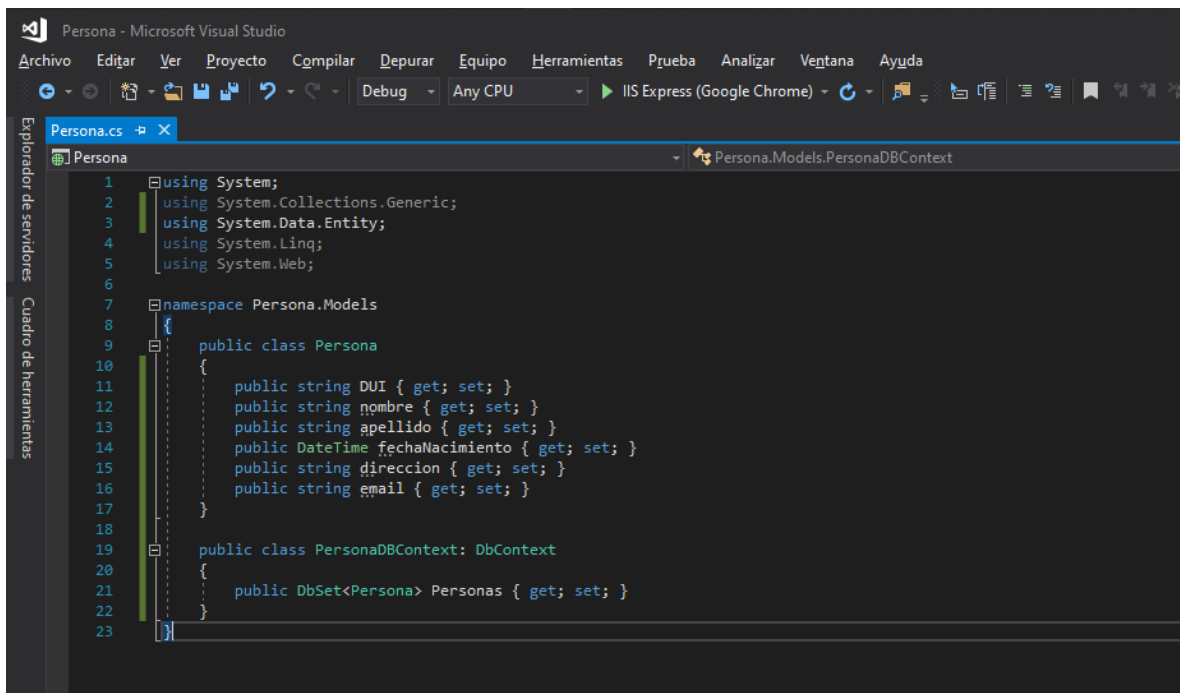 Persona - Microsoft Visual Studio
Archivo Editar Ver Proyecto Compilar Depurar Equipo Herramientas Prueba Analizar Ventana Ayuda
Debug Any CPU IIS Express (Google Chrome)
Explorador de servidores
Cuadro de herramientas
Persona.cs
Persona Persona.Models.PersonaDBContext
1 using System;
2 using System.Collections.Generic;
3 using System.Data.Entity;
4 using System.Linq;
5 using System.Web;
6
7 namespace Persona.Models
8 {
9 public class Persona
10 {
11 public string DUI { get; set; }
12 public string nombre { get; set; }
13 public string apellido { get; set; }
14 public DateTime fechaNacimiento { get; set; }
15 public string direccion { get; set; }
16 public string email { get; set; }
17 }
18
19 public class PersonaDBContext: DbContext
20 {
21 public DbSet<Persona> Personas { get; set; }
22 }
23 }